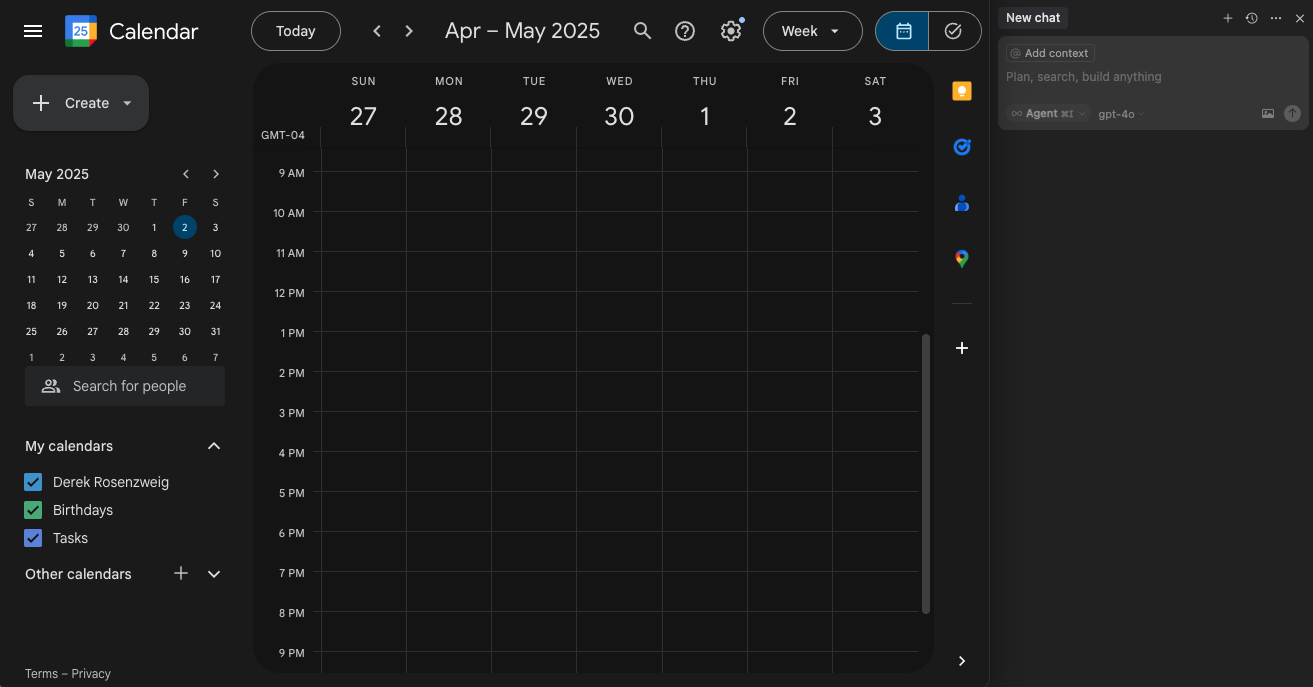 25 Calendar
Today
Apr – May 2025
Week
Create
SUN MON TUE WED THU FRI SAT
27 28 29 30 1 2 3
GMT-04
9 AM
10 AM
11 AM
12 PM
1 PM
2 PM
3 PM
4 PM
5 PM
6 PM
7 PM
8 PM
9 PM
May 2025
S M T W T F S
27 28 29 30 1 2 3
4 5 6 7 8 9 10
11 12 13 14 15 16 17
18 19 20 21 22 23 24
25 26 27 28 29 30 31
1 2 3 4 5 6 7
Search for people
My calendars
Derek Rosenzweig
Birthdays
Tasks
Other calendars
Terms – Privacy
New chat
@ Add context
Plan, search, build anything
∞ Agent ⌘I gpt-4o